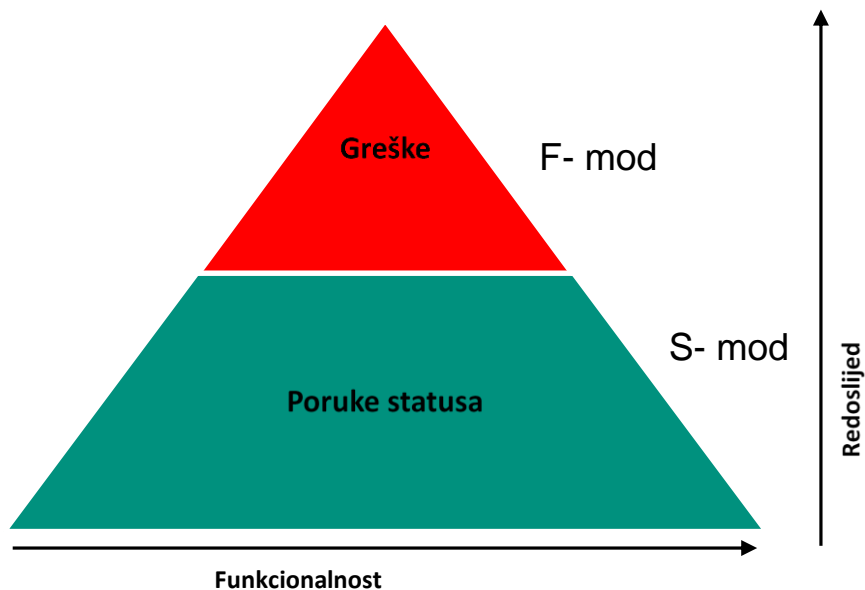 Greške
F- mod
S- mod
Poruke statusa
Redoslijed
Funkcionalnost